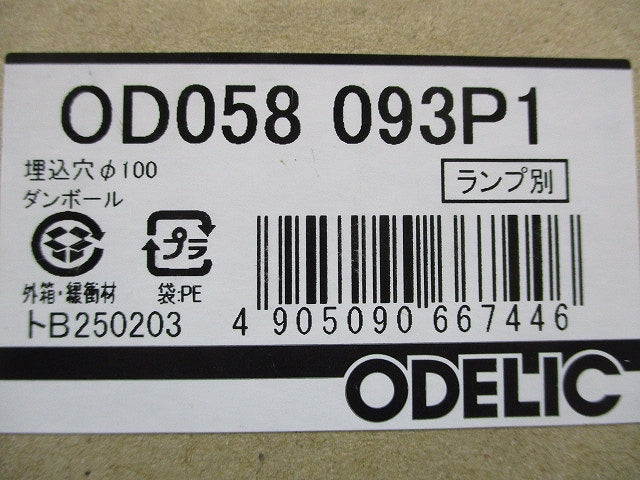 OD058 093P1
埋込穴φ100
ランプ別
ダンボール
プラ
外箱・緩衝材 袋:PE
トB250203
4 905090 667446
ODELIC